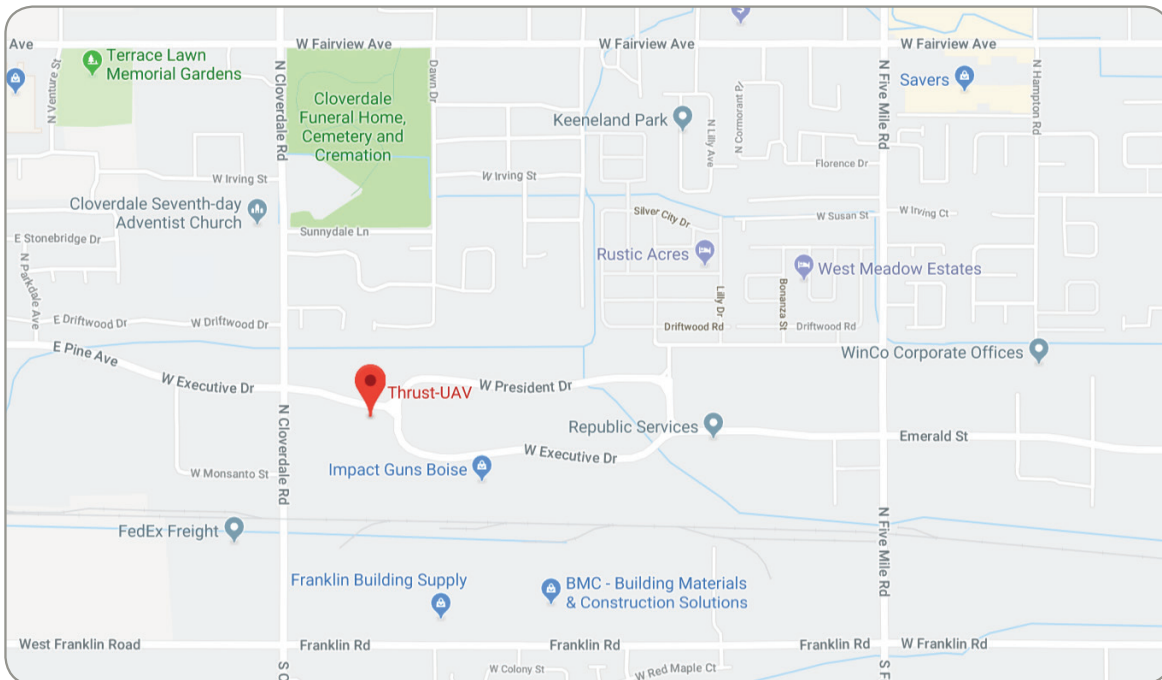 Ave
W Fairview Ave
W Fairview Ave
W Fairview Ave
Terrace Lawn
Memorial Gardens
N Venture St
N Cloverdale Rd
Dawn Dr
Cloverdale
Funeral Home,
Cemetery and
Cremation
Keeneland Park
N Lilly Ave
N Cormorant Pl
N Five Mile Rd
Savers
N Hampton Rd
Florence Dr
W Irving St
W Irving St
Cloverdale Seventh-day
Adventist Church
Silver City Dr
W Susan St
W Irving Ct
E Stonebridge Dr
Sunnydale Ln
N Parkdale Ave
Rustic Acres
West Meadow Estates
Lilly Dr
Bonanza St
E Driftwood Dr
W Driftwood Dr
Driftwood Rd
Driftwood Rd
E Pine Ave
WinCo Corporate Offices
W Executive Dr
Thrust-UAV
W President Dr
N Cloverdale Rd
Republic Services
Emerald St
W Executive Dr
Impact Guns Boise
W Monsanto St
FedEx Freight
N Five Mile Rd
Franklin Building Supply
BMC - Building Materials
& Construction Solutions
West Franklin Road
Franklin Rd
Franklin Rd
Franklin Rd
W Franklin Rd
W Colony St
W Red Maple Ct
S C
S F